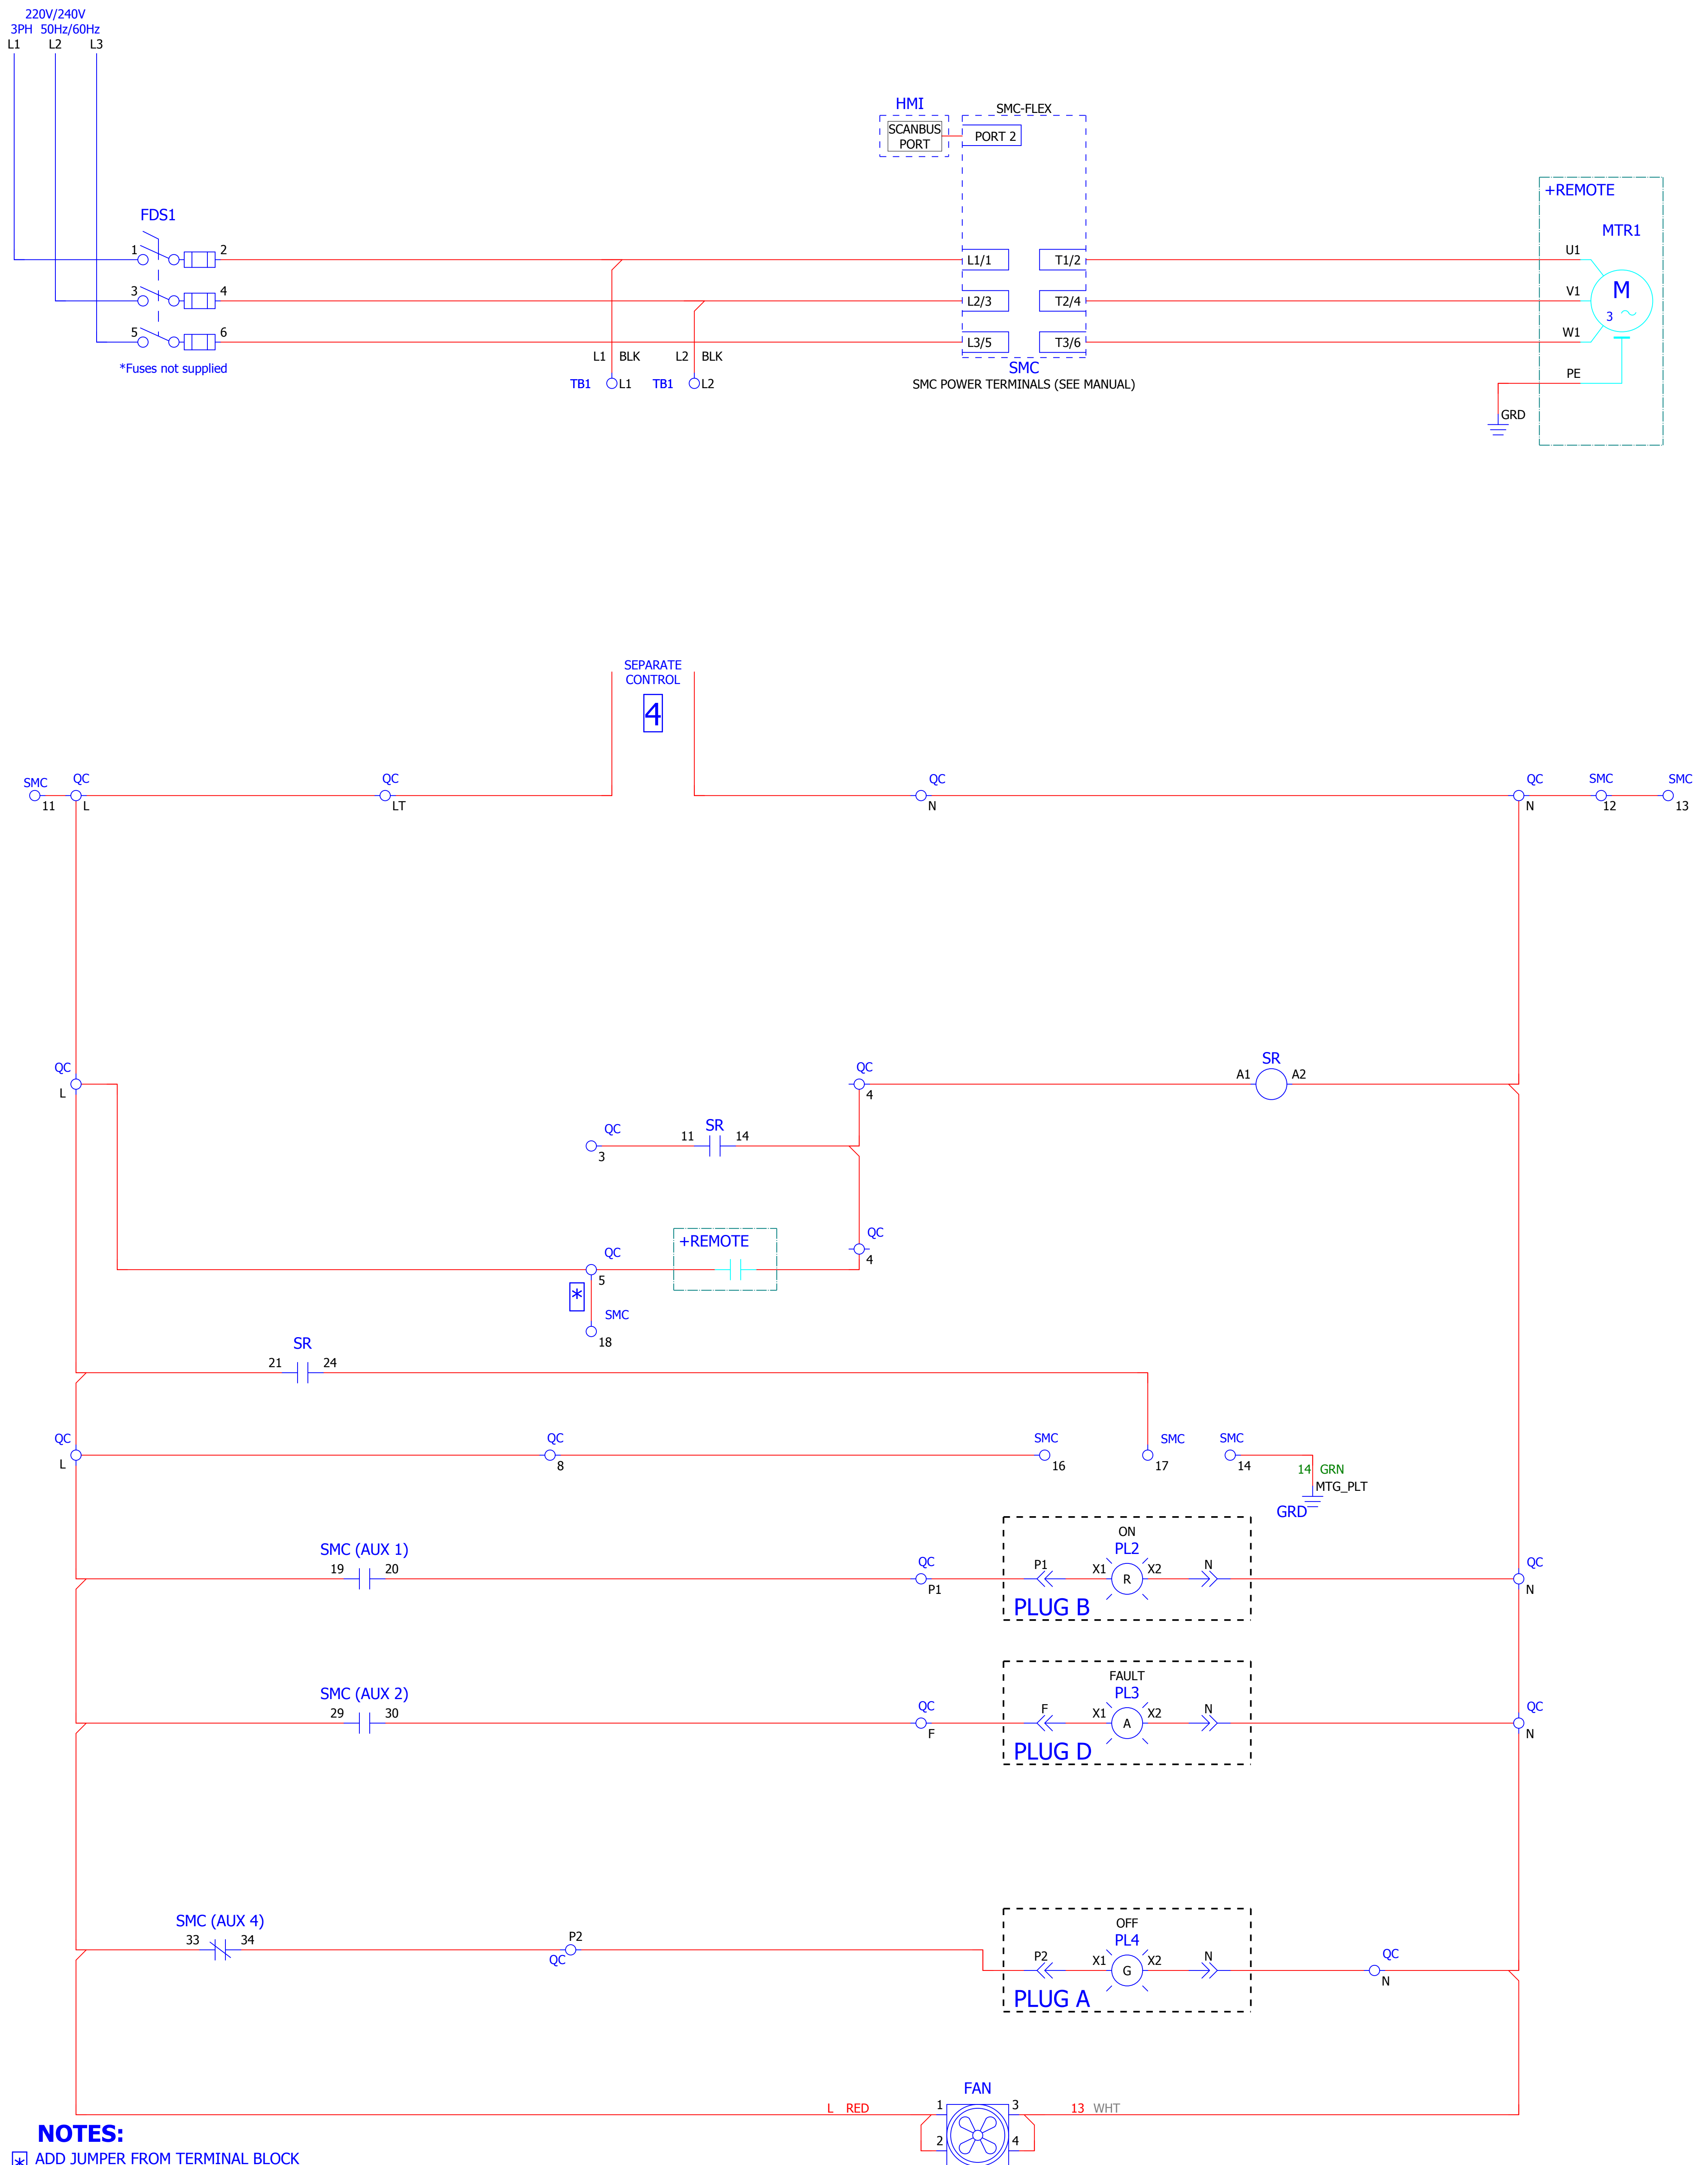 220V/240V
3PH 50Hz/60Hz
L1 L2 L3
HMI
SCANBUS
PORT
SMC-FLEX
PORT 2
+REMOTE
MTR1
FDS1
1 2
3 4
5 6
*Fuses not supplied
L1/1 T1/2
L2/3 T2/4
L3/5 T3/6
U1
V1
W1
M
3
PE
GRD
L1 BLK L2 BLK
TB1 L1 TB1 L2
SMC
SMC POWER TERMINALS (SEE MANUAL)
SEPARATE
CONTROL
4
SMC QC QC QC QC SMC SMC
11 L LT N N 12 13
QC QC SR
L 4 A1 A2
QC SR
3 11 14
QC
4
+REMOTE
QC
5
*
SMC
18
SR
21 24
QC QC SMC SMC SMC
L 8 16 17 14
14 GRN
MTG_PLT
GRD
ON
SMC (AUX 1) QC PL2 QC
19 20 P1 P1 X1 R X2 N N
PLUG B
FAULT
SMC (AUX 2) QC PL3 QC
29 30 F F X1 A X2 N N
PLUG D
OFF
SMC (AUX 4) PL4
33 34 P2 QC P2 X1 G X2 N QC N
PLUG A
FAN
L RED 1 3 13 WHT
2 4
NOTES:
* ADD JUMPER FROM TERMINAL BLOCK